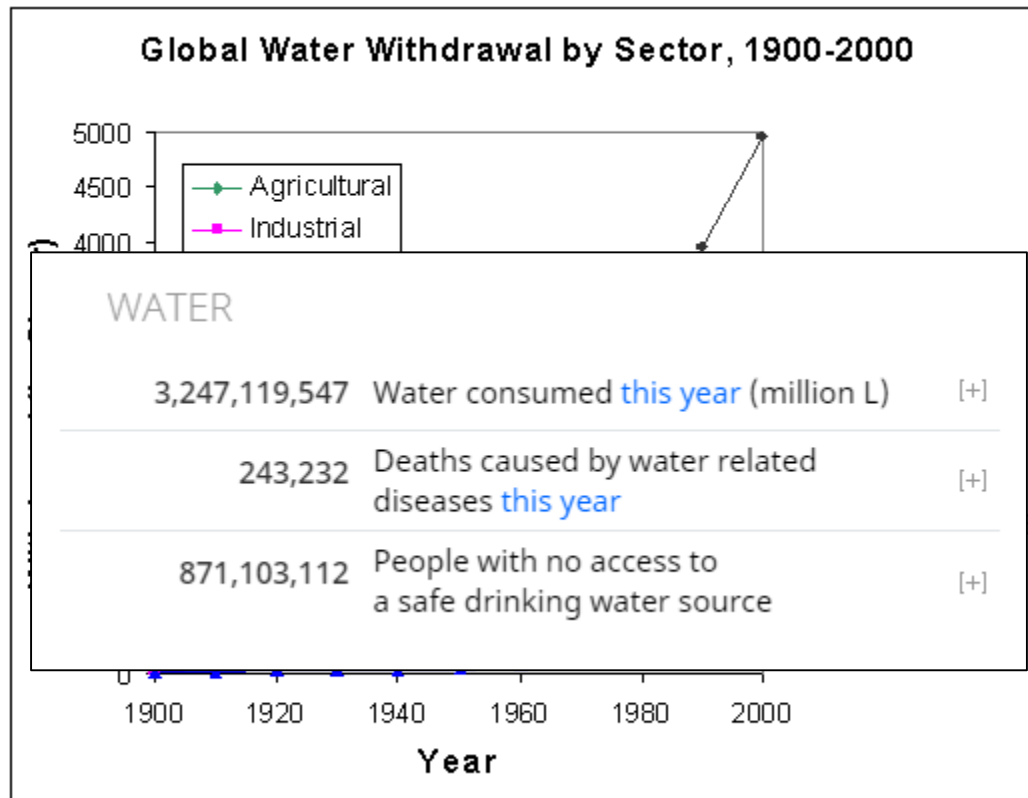 Global Water Withdrawal by Sector, 1900-2000
5000
4500
4000
Agricultural
Industrial
WATER
3,247,119,547 Water consumed this year (million L) [+]
243,232 Deaths caused by water related
diseases this year [+]
871,103,112 People with no access to
a safe drinking water source [+]
0
1900 1920 1940 1960 1980 2000
Year